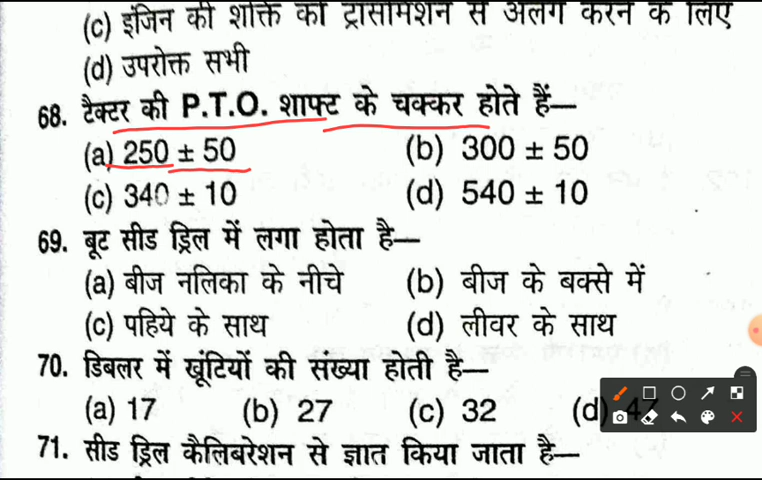 (c) इंजिन की शक्ति को ट्रांसमिशन से अलग करने के लिए
(d) उपरोक्त सभी
68. टैक्टर की P.T.O. शाफ्ट के चक्कर होते हैं—
(a) 250 ± 50 (b) 300 ± 50
(c) 340 ± 10 (d) 540 ± 10
69. बूट सीड ड्रिल में लगा होता है—
(a) बीज नलिका के नीचे (b) बीज के बक्से में
(c) पहिये के साथ (d) लीवर के साथ
70. डिबलर में खूंटियों की संख्या होती है—
(a) 17 (b) 27 (c) 32 (d) 47
71. सीड ड्रिल कैलिबरेशन से ज्ञात किया जाता है—